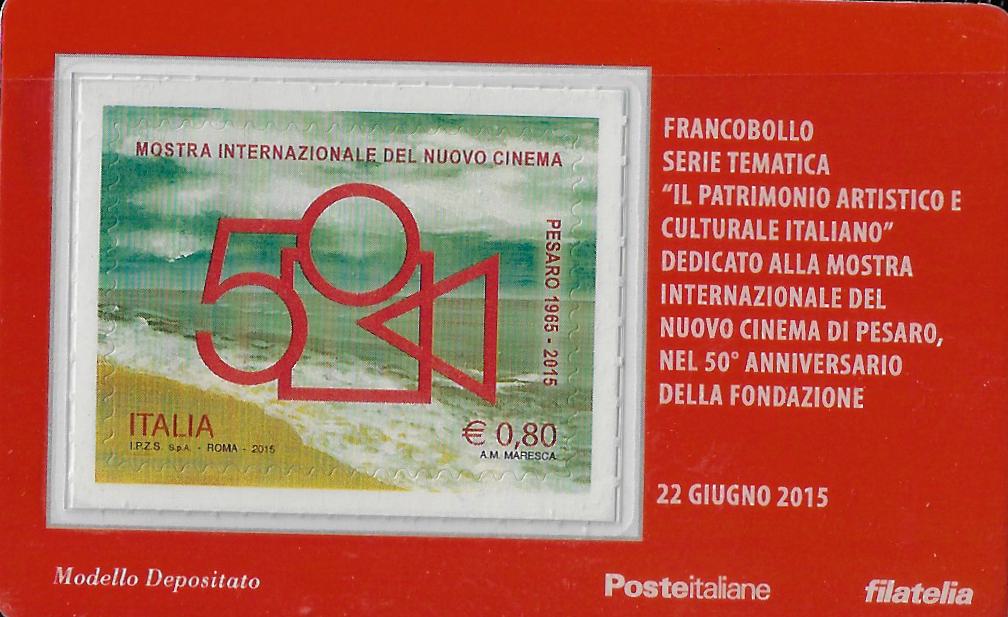 MOSTRA INTERNAZIONALE DEL NUOVO CINEMA
50
PESARO 1965 - 2015
ITALIA
I.P.Z.S. S.p.A. - ROMA - 2015
€ 0,80
A.M. MARESCA
FRANCOBOLLO
SERIE TEMATICA
“IL PATRIMONIO ARTISTICO E
CULTURALE ITALIANO”
DEDICATO ALLA MOSTRA
INTERNAZIONALE DEL
NUOVO CINEMA DI PESARO,
NEL 50° ANNIVERSARIO
DELLA FONDAZIONE
22 GIUGNO 2015
Modello Depositato
Posteitaliane
filatelia